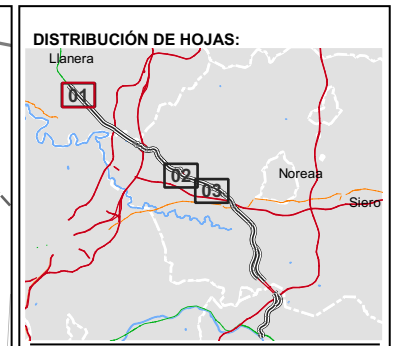 DISTRIBUCIÓN DE HOJAS:
Llanera
01
02
03
Noreaa
Siero